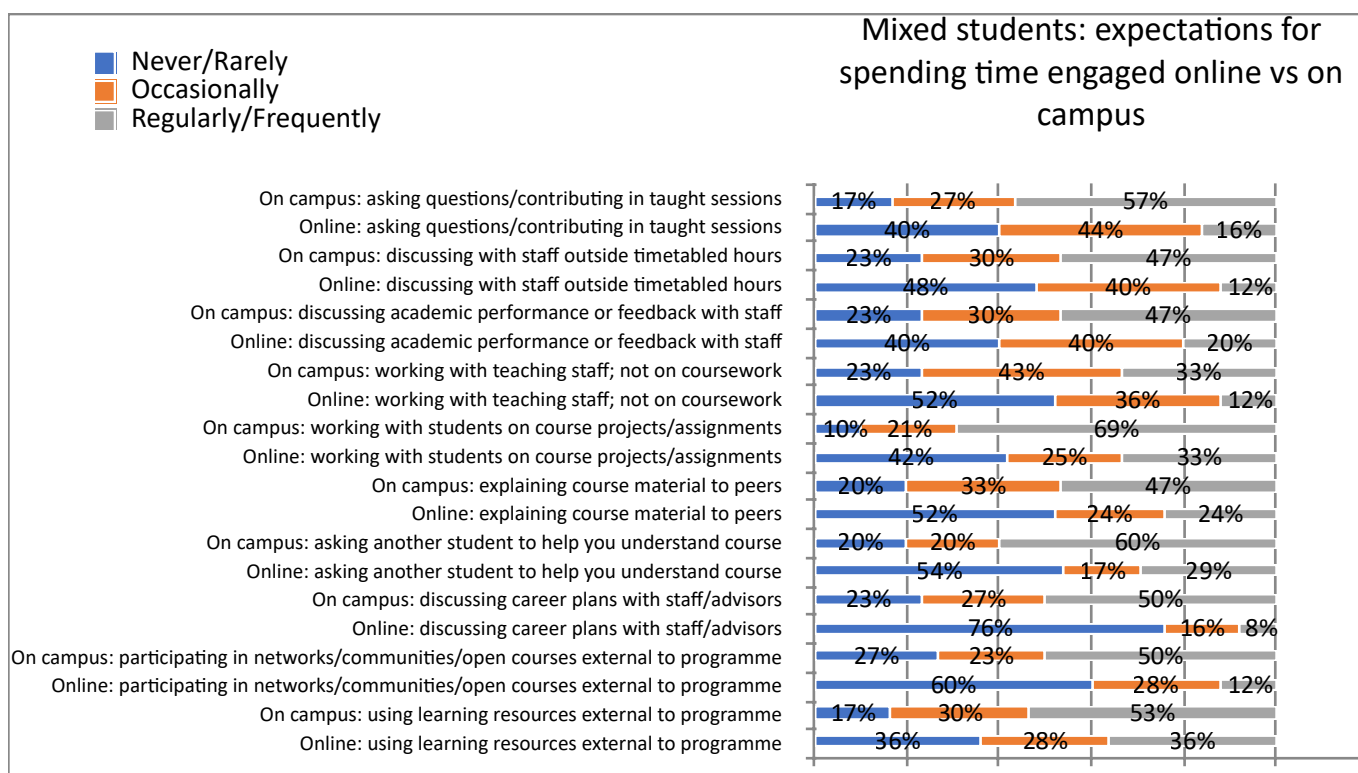 Mixed students: expectations for
spending time engaged online vs on
campus
Never/Rarely
Occasionally
Regularly/Frequently
On campus: asking questions/contributing in taught sessions 17% 27% 57%
Online: asking questions/contributing in taught sessions 40% 44% 16%
On campus: discussing with staff outside timetabled hours 23% 30% 47%
Online: discussing with staff outside timetabled hours 48% 40% 12%
On campus: discussing academic performance or feedback with staff 23% 30% 47%
Online: discussing academic performance or feedback with staff 40% 40% 20%
On campus: working with teaching staff; not on coursework 23% 43% 33%
Online: working with teaching staff; not on coursework 52% 36% 12%
On campus: working with students on course projects/assignments 10% 21% 69%
Online: working with students on course projects/assignments 42% 25% 33%
On campus: explaining course material to peers 20% 33% 47%
Online: explaining course material to peers 52% 24% 24%
On campus: asking another student to help you understand course 20% 20% 60%
Online: asking another student to help you understand course 54% 17% 29%
On campus: discussing career plans with staff/advisors 23% 27% 50%
Online: discussing career plans with staff/advisors 76% 16% 8%
On campus: participating in networks/communities/open courses external to programme 27% 23% 50%
Online: participating in networks/communities/open courses external to programme 60% 28% 12%
On campus: using learning resources external to programme 17% 30% 53%
Online: using learning resources external to programme 36% 28% 36%